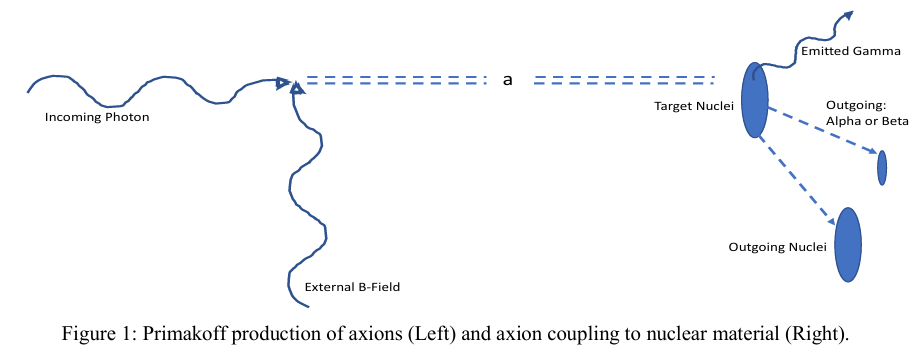 Emitted Gamma
a
Incoming Photon
Target Nuclei
Outgoing:
Alpha or Beta
Outgoing Nuclei
External B-Field
Figure 1: Primakoff production of axions (Left) and axion coupling to nuclear material (Right).